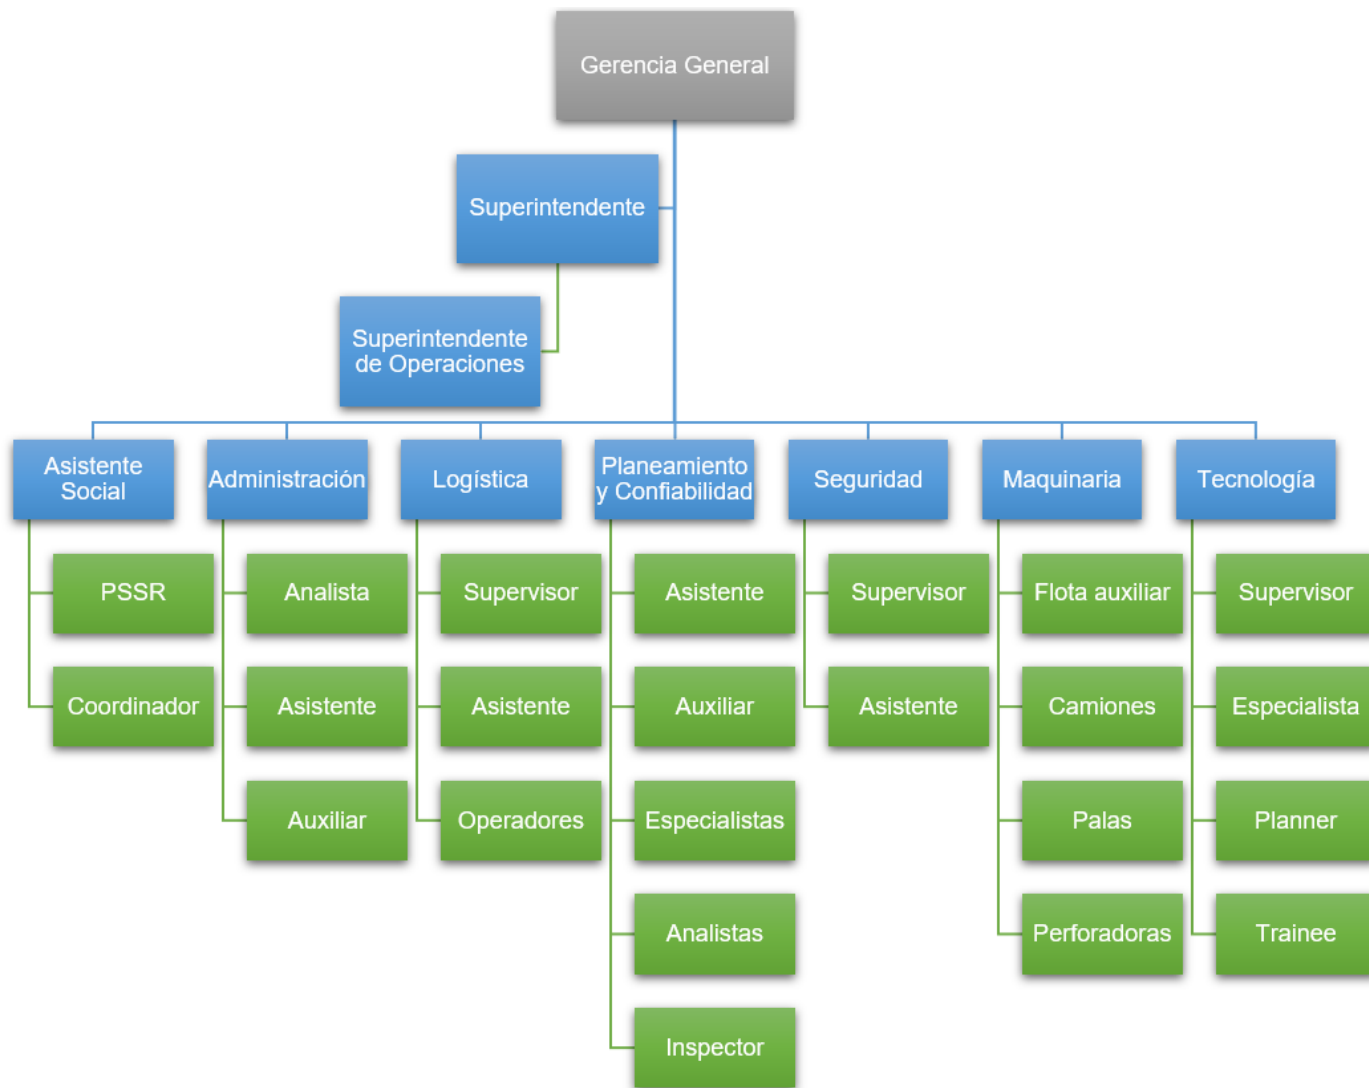 Gerencia General
Superintendente
Superintendente
de Operaciones
Asistente
Social
Administración
Logística
Planeamiento
y Confiabilidad
Seguridad
Maquinaria
Tecnología
PSSR
Analista
Supervisor
Asistente
Supervisor
Flota auxiliar
Supervisor
Coordinador
Asistente
Asistente
Auxiliar
Asistente
Camiones
Especialista
Auxiliar
Operadores
Especialistas
Palas
Planner
Analistas
Perforadoras
Trainee
Inspector